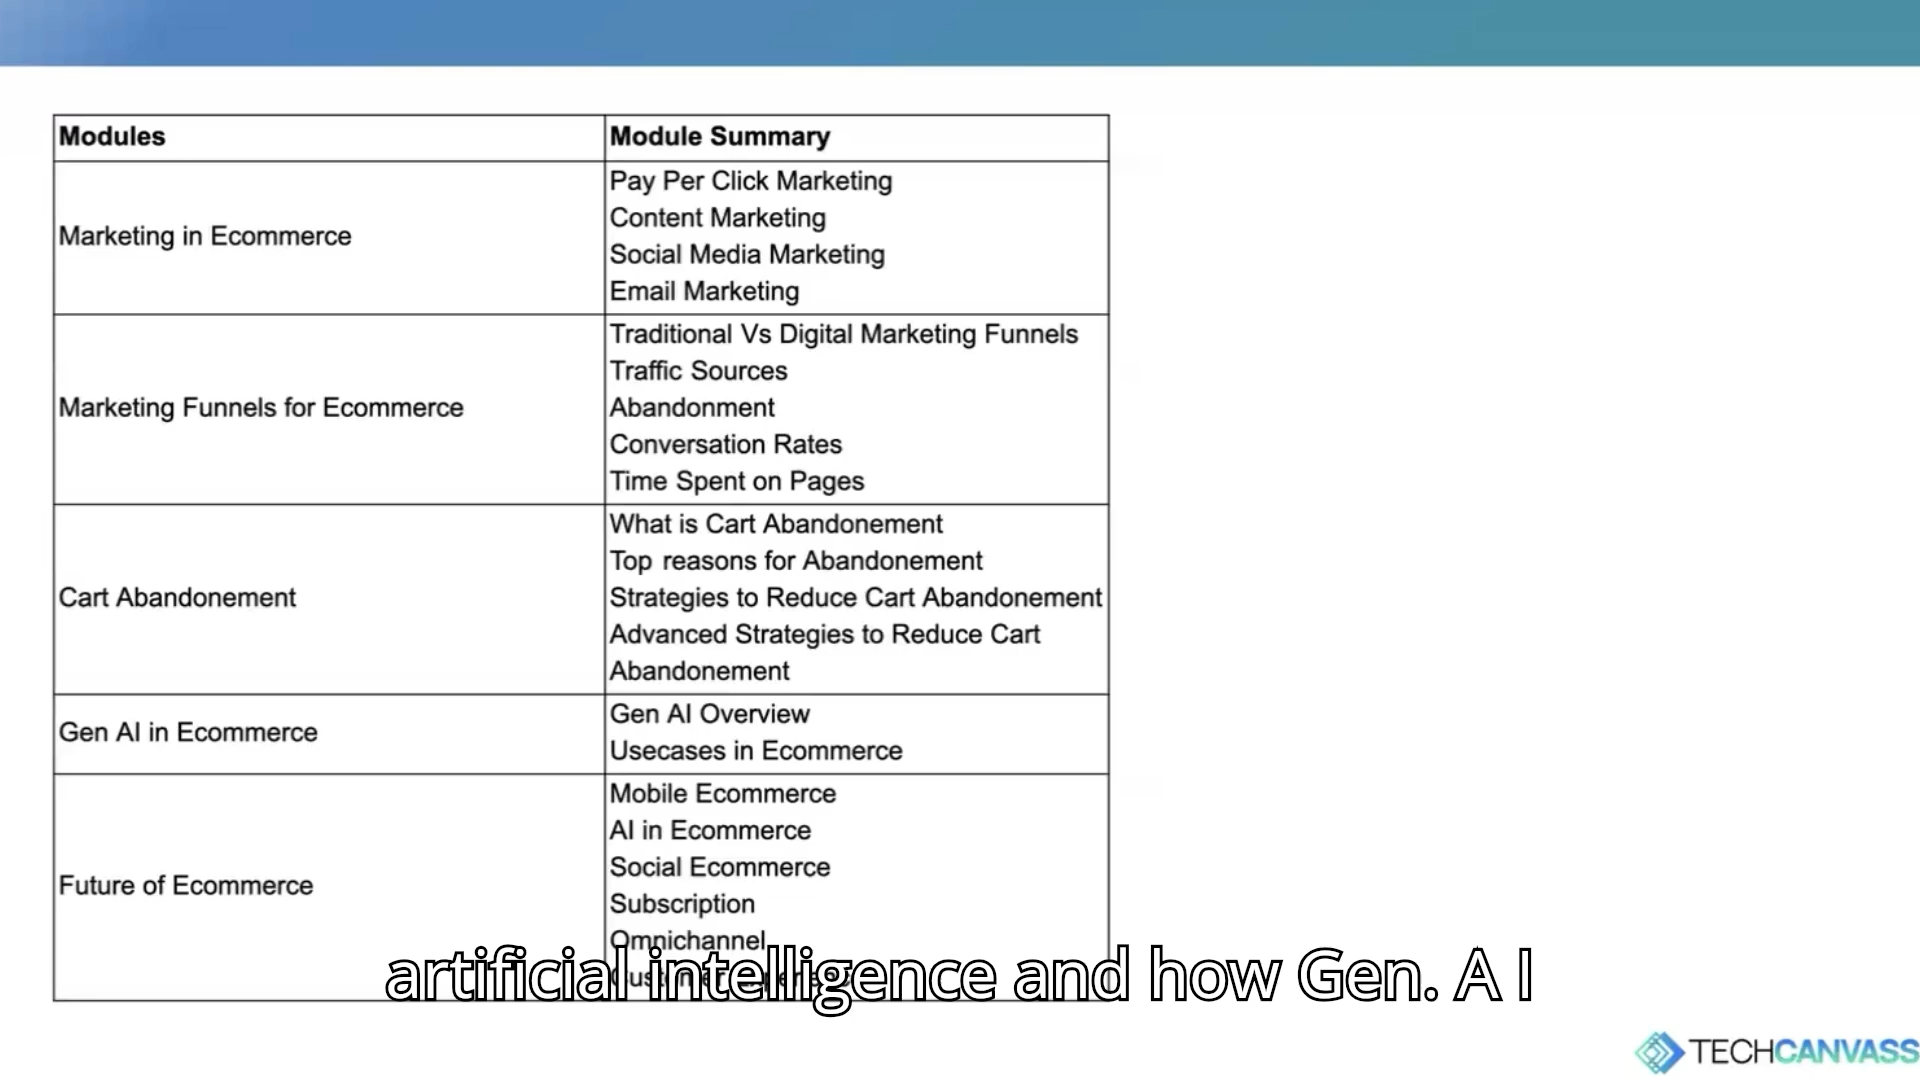 Modules
Module Summary
Marketing in Ecommerce
Pay Per Click Marketing
Content Marketing
Social Media Marketing
Email Marketing
Marketing Funnels for Ecommerce
Traditional Vs Digital Marketing Funnels
Traffic Sources
Abandonment
Conversation Rates
Time Spent on Pages
Cart Abandonement
What is Cart Abandonement
Top reasons for Abandonement
Strategies to Reduce Cart Abandonement
Advanced Strategies to Reduce Cart
Abandonement
Gen AI in Ecommerce
Gen AI Overview
Usecases in Ecommerce
Future of Ecommerce
Mobile Ecommerce
AI in Ecommerce
Social Ecommerce
Subscription
Omnichannel
artificial intelligence and how Gen. A I
TECHCANVASS